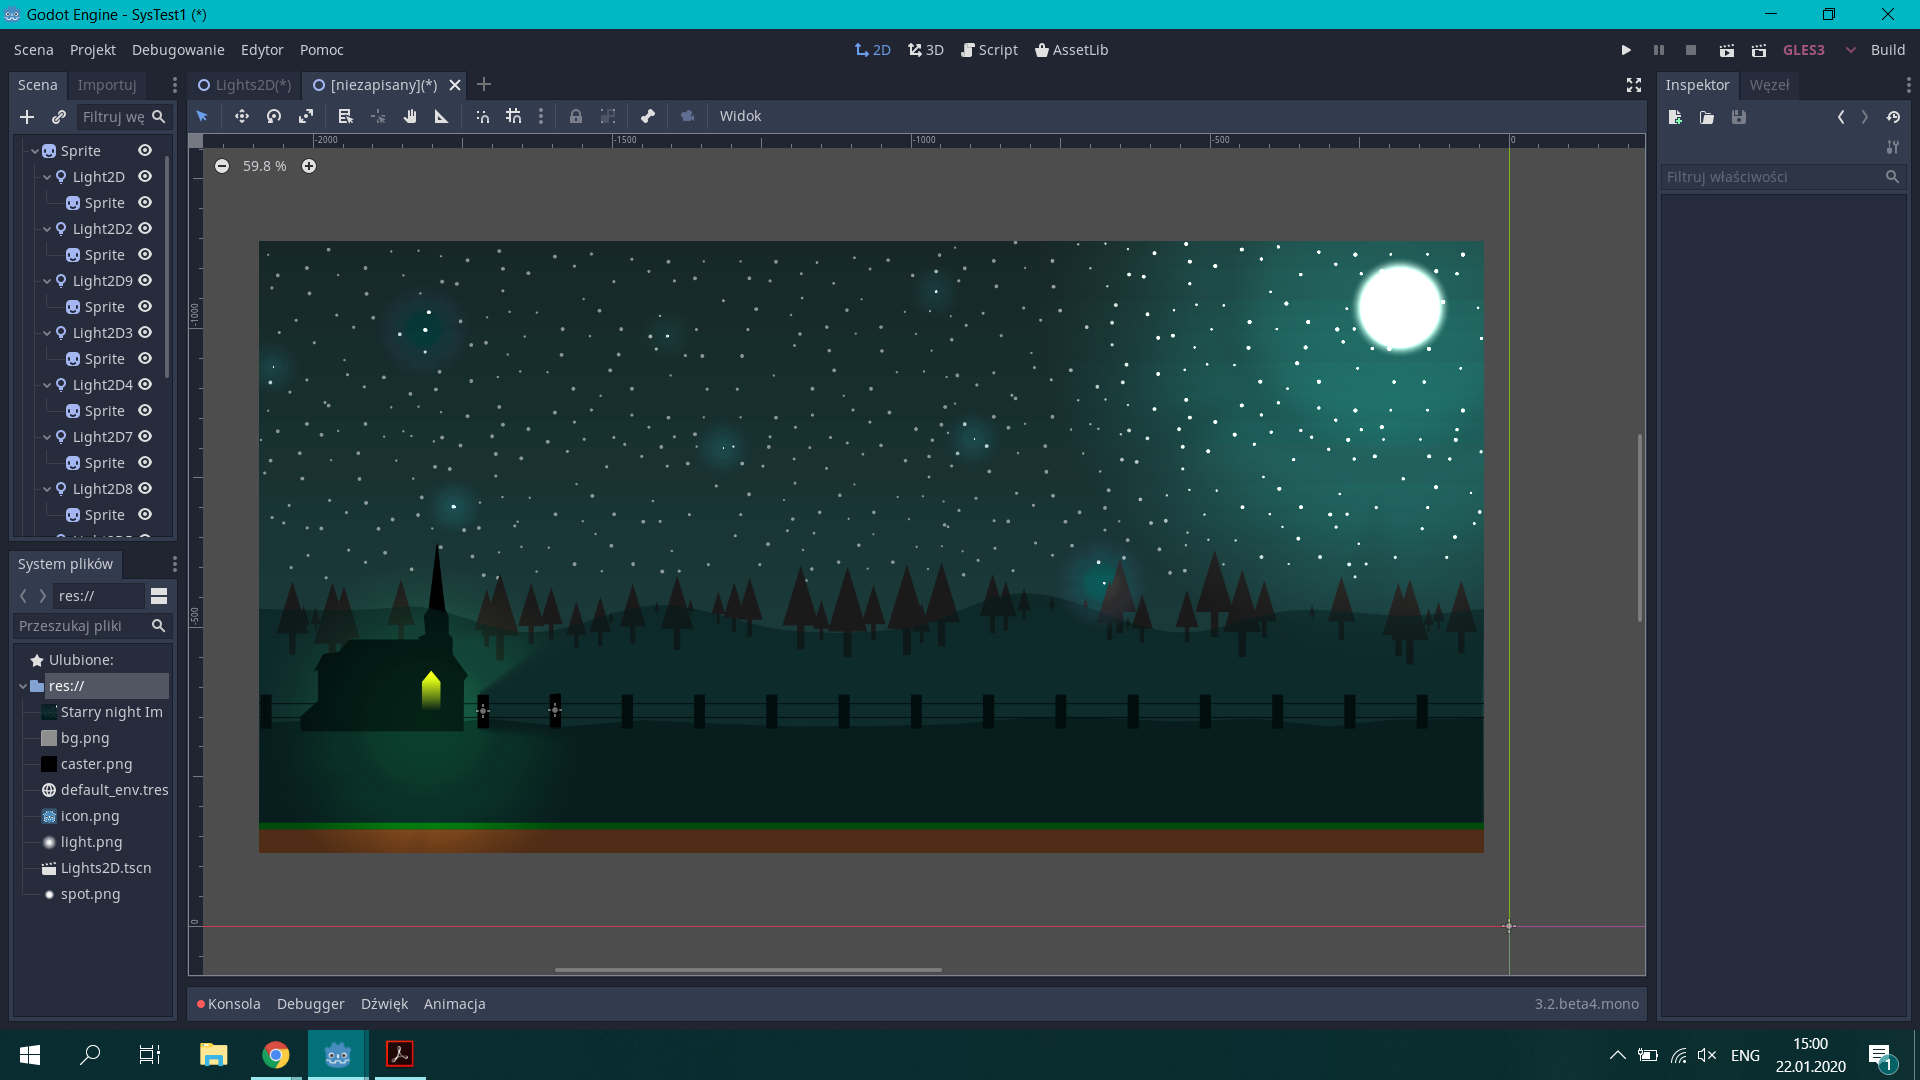 Godot Engine - SysTest1 (*)
Scena Projekt Debugowanie Edytor Pomoc
2D 3D Script AssetLib
GLES3 Build
Scena Importuj
Lights2D(*) [niezapisany](*)
Inspektor Węzeł
Filtruj wę
Widok
Sprite
Light2D
Sprite
Light2D2
Sprite
Light2D9
Sprite
Light2D3
Sprite
Light2D4
Sprite
Light2D7
Sprite
Light2D8
Sprite
-2000 -1500 -1000 -500 0
59.8 %
-1000
-500
0
Filtruj właściwości
System plików
res://
Przeszukaj pliki
Ulubione:
res://
Starry night Im
bg.png
caster.png
default_env.tres
icon.png
light.png
Lights2D.tscn
spot.png
Konsola Debugger Dźwięk Animacja
3.2.beta4.mono
ENG
15:00
22.01.2020
1